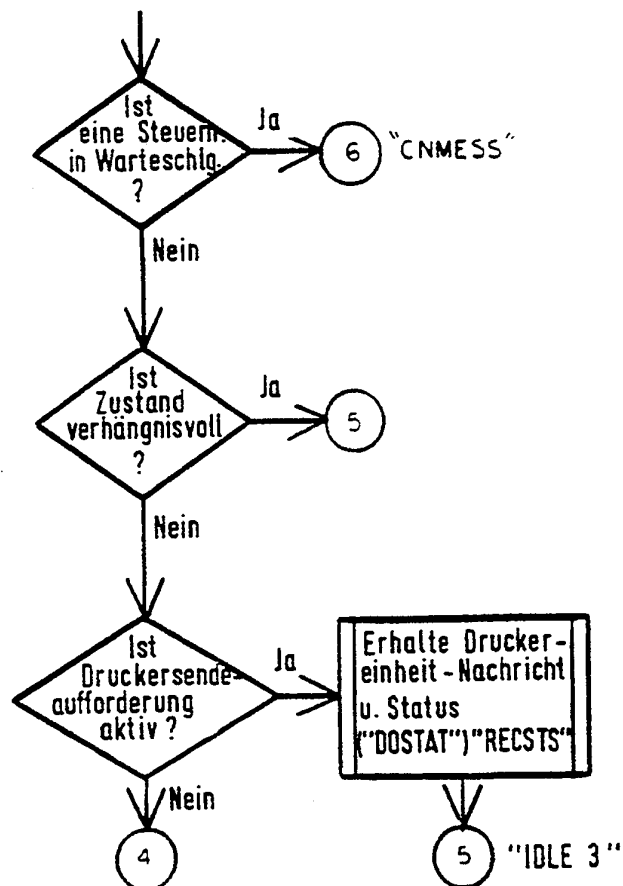 Ist
eine Steuern.
in Warteschlg.
?
Ja
6 "CNMESS"
Nein
Ist
Zustand
verhängnisvoll
?
Ja
5
Nein
Ist
Druckersende-
aufforderung
aktiv ?
Ja
Erhalte Drucker-
einheit-Nachricht
u. Status
("DOSTAT")"RECSTS"
Nein
4
5 "IDLE 3"